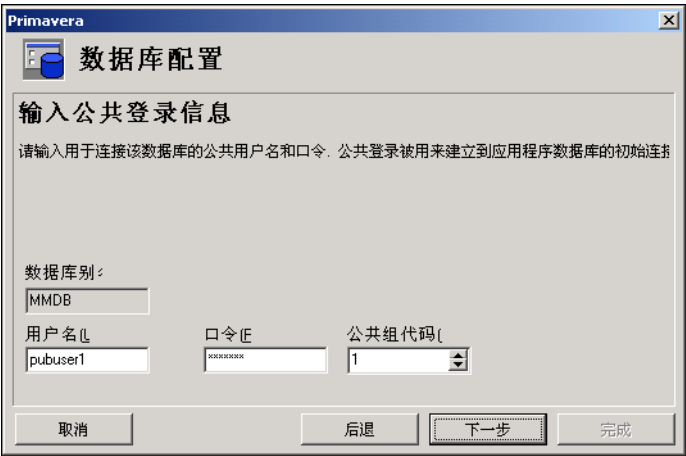 Primavera
数据库配置
输入公共登录信息
请输入用于连接该数据库的公共用户名和口令. 公共登录被用来建立到应用程序数据库的初始连接
数据库别
MMDB
用户名(L 口令(E 公共组代码(
pubuser1 ******* 1
取消 后退 下一步 完成